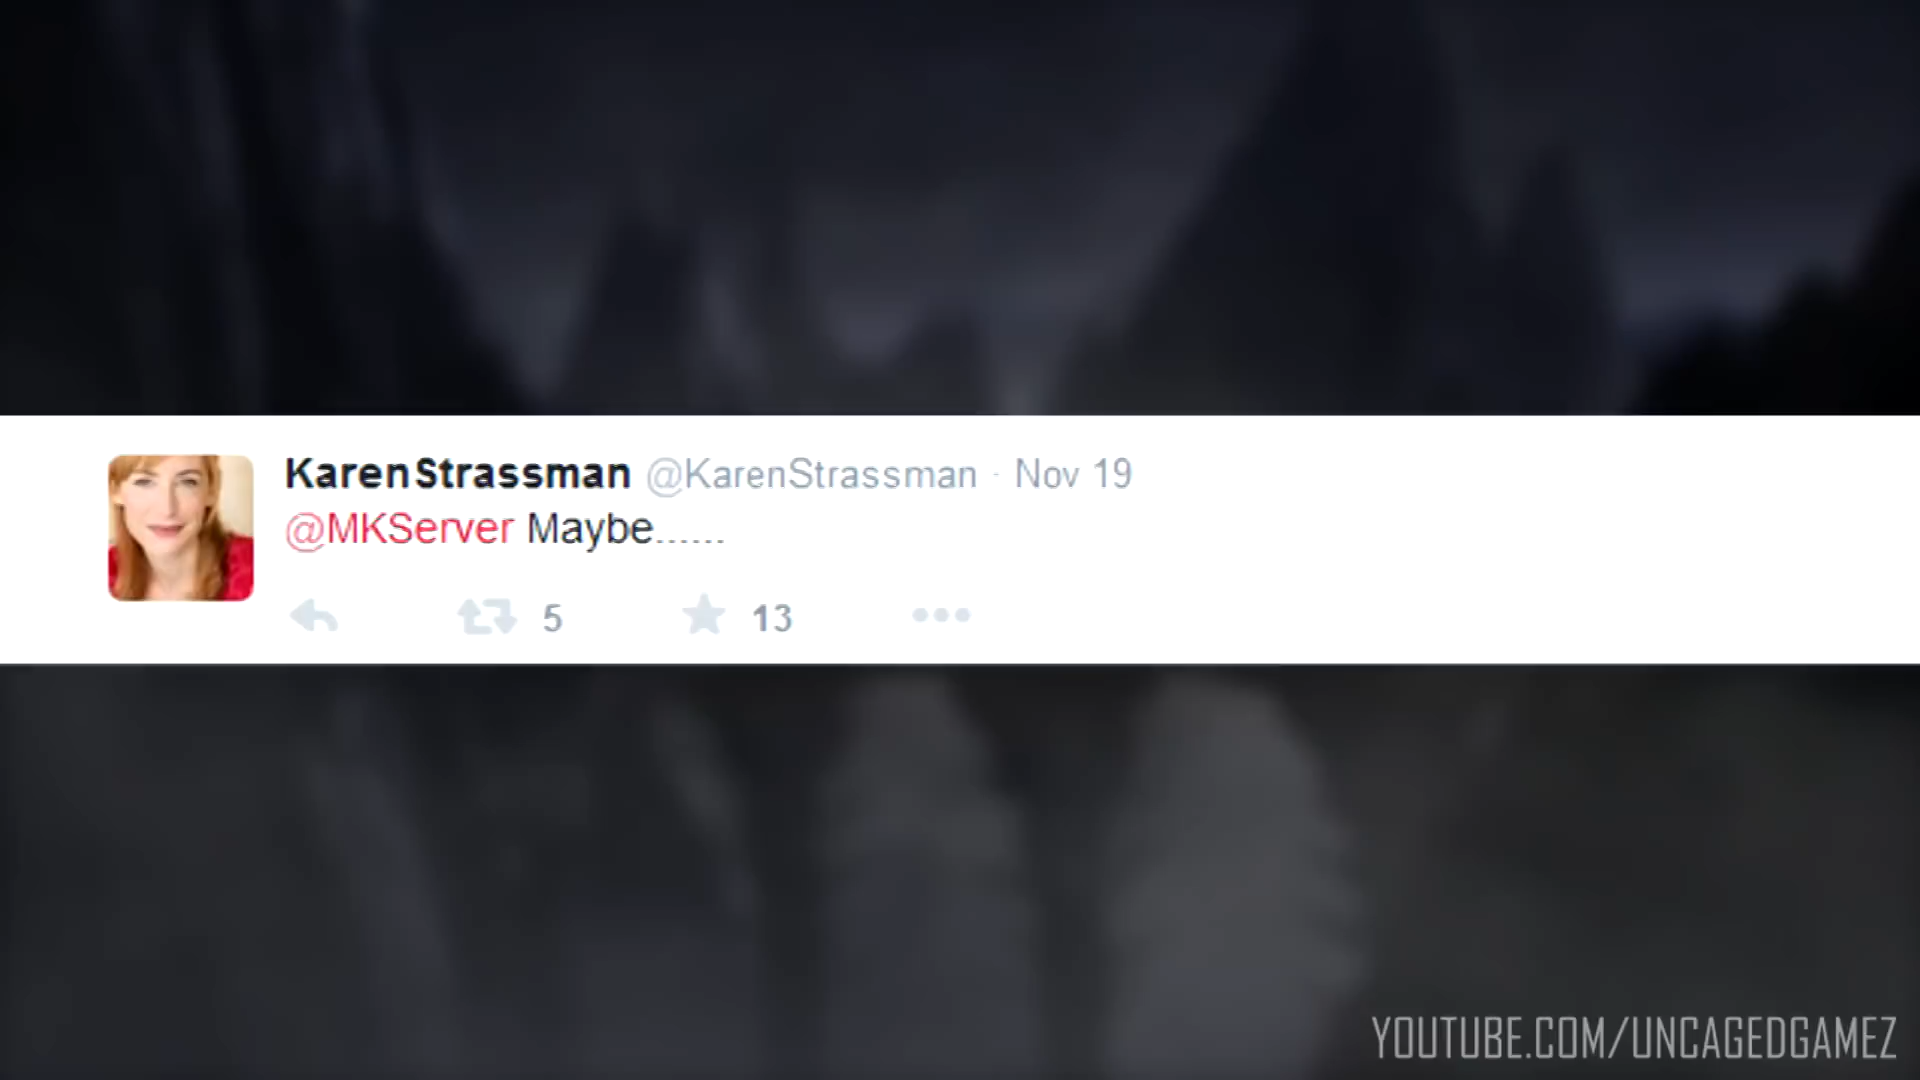 KarenStrassman @KarenStrassman · Nov 19
@MKServer Maybe......
5 13
YOUTUBE.COM/UNCAGEDGAMEZ